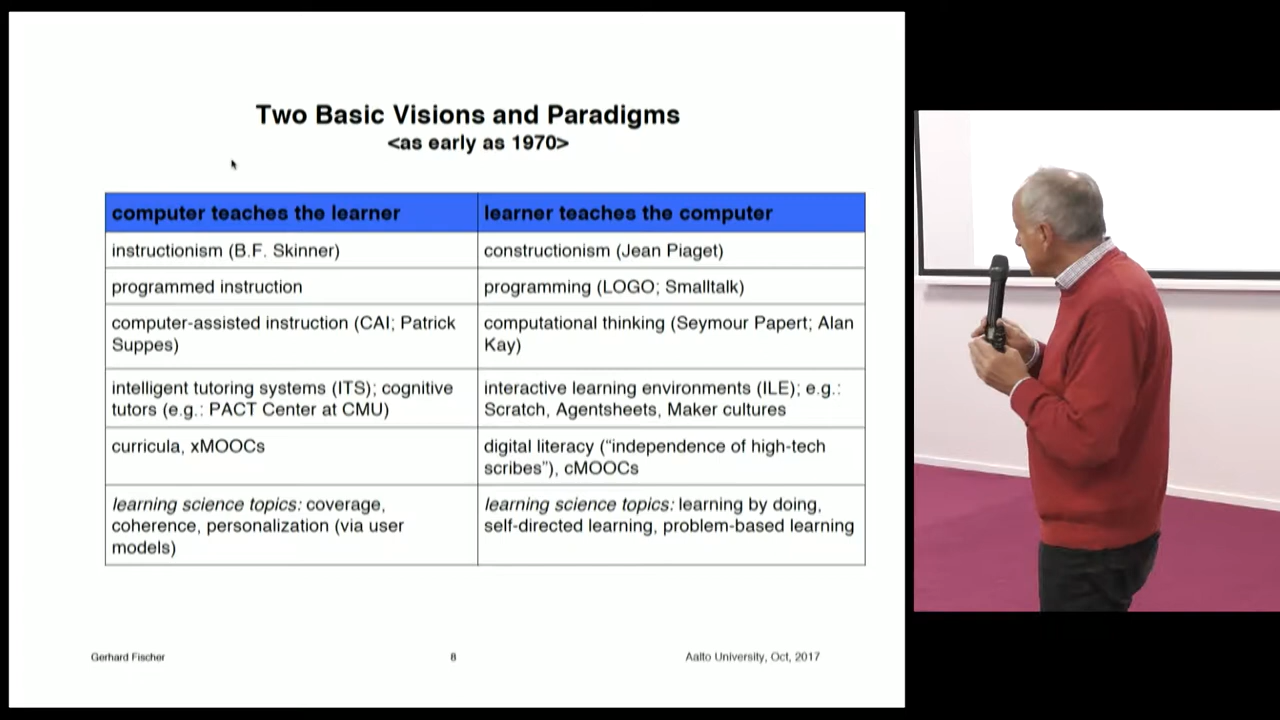 Two Basic Visions and Paradigms
<as early as 1970>
computer teaches the learner
learner teaches the computer
instructionism (B.F. Skinner)
constructionism (Jean Piaget)
programmed instruction
programming (LOGO; Smalltalk)
computer-assisted instruction (CAI; Patrick
Suppes)
computational thinking (Seymour Papert; Alan
Kay)
intelligent tutoring systems (ITS); cognitive
tutors (e.g.: PACT Center at CMU)
interactive learning environments (ILE); e.g.:
Scratch, Agentsheets, Maker cultures
curricula, xMOOCs
digital literacy (“independence of high-tech
scribes”), cMOOCs
learning science topics: coverage,
coherence, personalization (via user
models)
learning science topics: learning by doing,
self-directed learning, problem-based learning
Gerhard Fischer
8
Aalto University, Oct, 2017